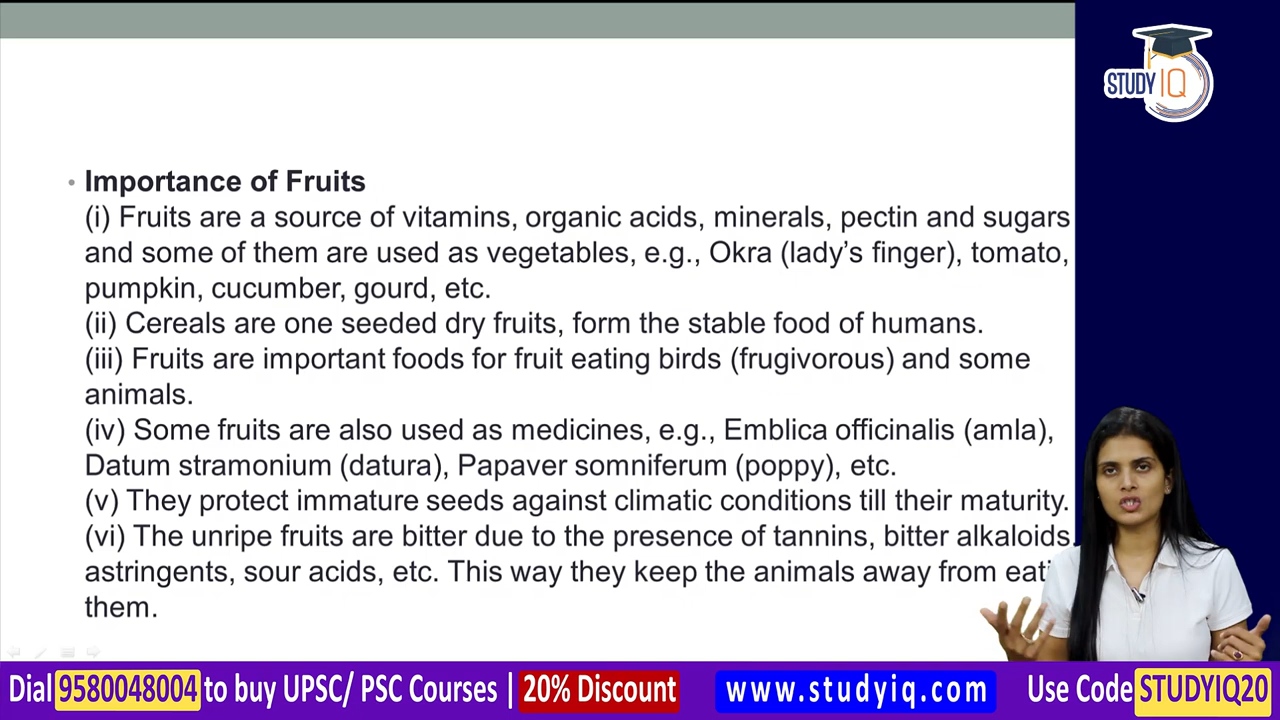 STUDY IQ
• Importance of Fruits
(i) Fruits are a source of vitamins, organic acids, minerals, pectin and sugars
and some of them are used as vegetables, e.g., Okra (lady’s finger), tomato,
pumpkin, cucumber, gourd, etc.
(ii) Cereals are one seeded dry fruits, form the stable food of humans.
(iii) Fruits are important foods for fruit eating birds (frugivorous) and some
animals.
(iv) Some fruits are also used as medicines, e.g., Emblica officinalis (amla),
Datum stramonium (datura), Papaver somniferum (poppy), etc.
(v) They protect immature seeds against climatic conditions till their maturity.
(vi) The unripe fruits are bitter due to the presence of tannins, bitter alkaloids,
astringents, sour acids, etc. This way they keep the animals away from
them.
Dial 9580048004 to buy UPSC/ PSC Courses | 20% Discount www.studyiq.com Use Code STUDYIQ20